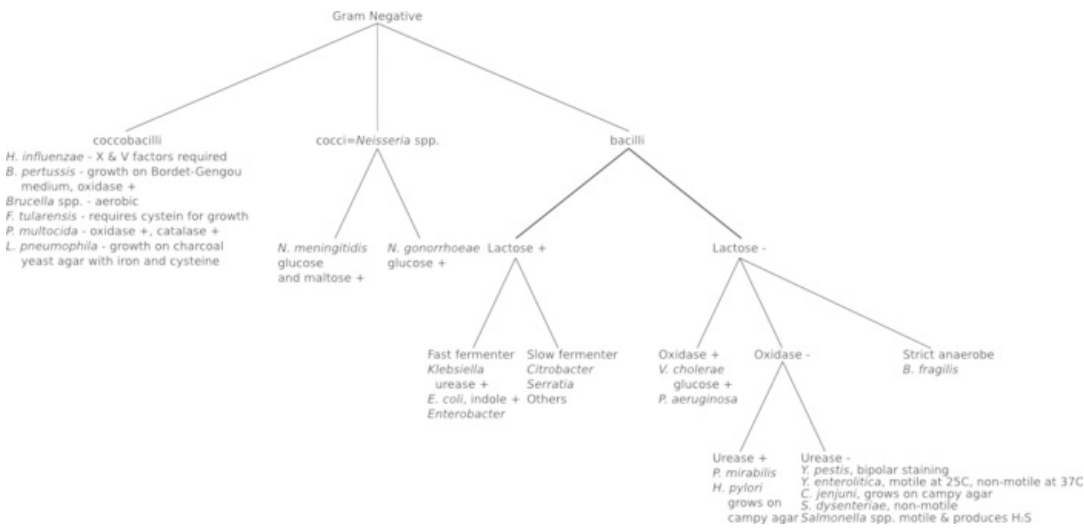 Gram Negative
coccobacilli
H. influenzae - X & V factors required
B. pertussis - growth on Bordet-Gengou
medium, oxidase +
Brucella spp. - aerobic
F. tularensis - requires cystein for growth
P. multocida - oxidase +, catalase +
L. pneumophila - growth on charcoal
yeast agar with iron and cysteine
cocci=Neisseria spp.
N. meningitidis
glucose
and maltose +
N. gonorrhoeae
glucose +
bacilli
Lactose +
Fast fermenter
Klebsiella
urease +
E. coli, indole +
Enterobacter
Slow fermenter
Citrobacter
Serratia
Others
Lactose -
Oxidase +
V. cholerae
glucose +
P. aeruginosa
Oxidase -
Urease +
P. mirabilis
H. pylori
grows on
campy agar
Urease -
Y. pestis, bipolar staining
Y. enterolitica, motile at 25C, non-motile at 37C
C. jenjuni, grows on campy agar
S. dysenteriae, non-motile
Salmonella spp. motile & produces H₂S
Strict anaerobe
B. fragilis